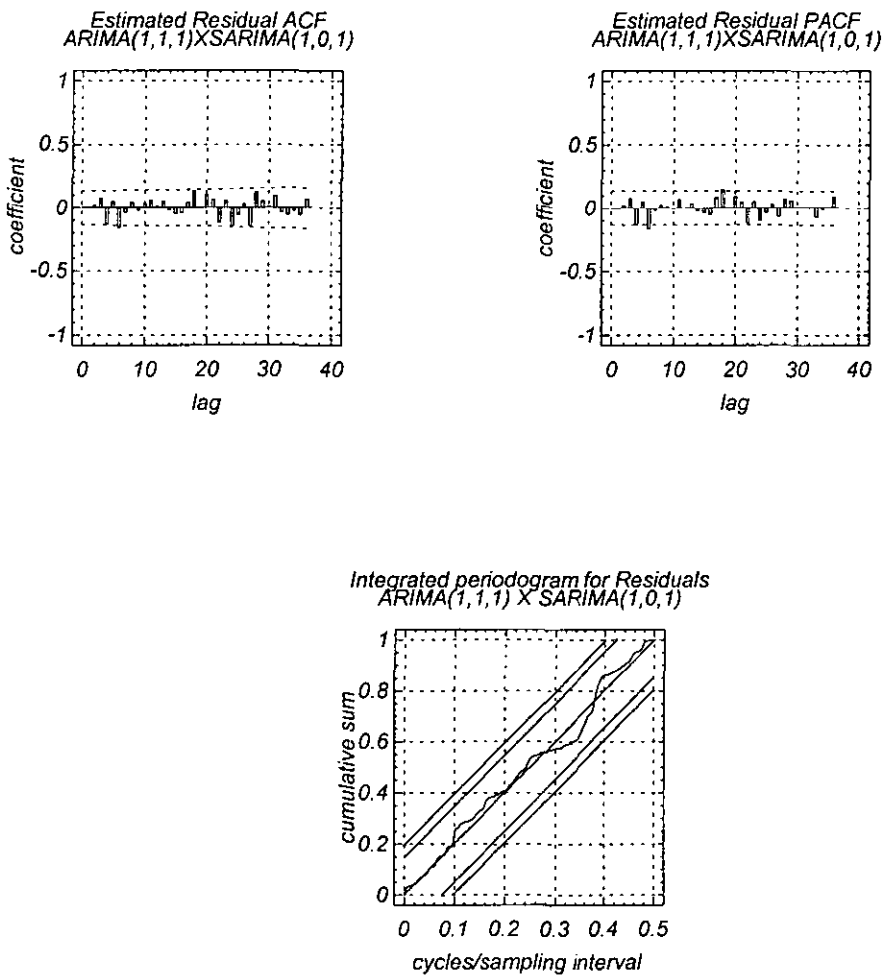 Estimated Residual ACF
ARIMA(1,1,1)XSARIMA(1,0,1)
1
0.5
0
-0.5
-1
coefficient
0 10 20 30 40
lag
Estimated Residual PACF
ARIMA(1,1,1)XSARIMA(1,0,1)
1
0.5
0
-0.5
-1
coefficient
0 10 20 30 40
lag
Integrated periodogram for Residuals
ARIMA(1,1,1) X SARIMA(1,0,1)
1
0.8
0.6
0.4
0.2
0
cumulative sum
0 0.1 0.2 0.3 0.4 0.5
cycles/sampling interval